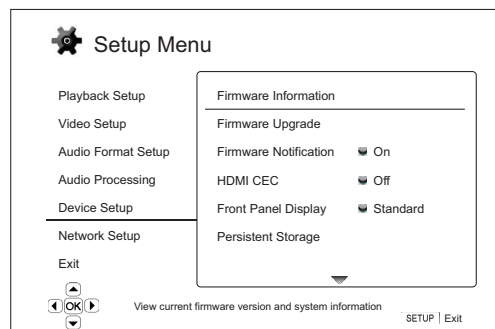 Setup Menu
Playback Setup
Video Setup
Audio Format Setup
Audio Processing
Device Setup
Network Setup
Exit
Firmware Information
Firmware Upgrade
Firmware Notification On
HDMI CEC Off
Front Panel Display Standard
Persistent Storage
OK
View current firmware version and system information
SETUP Exit